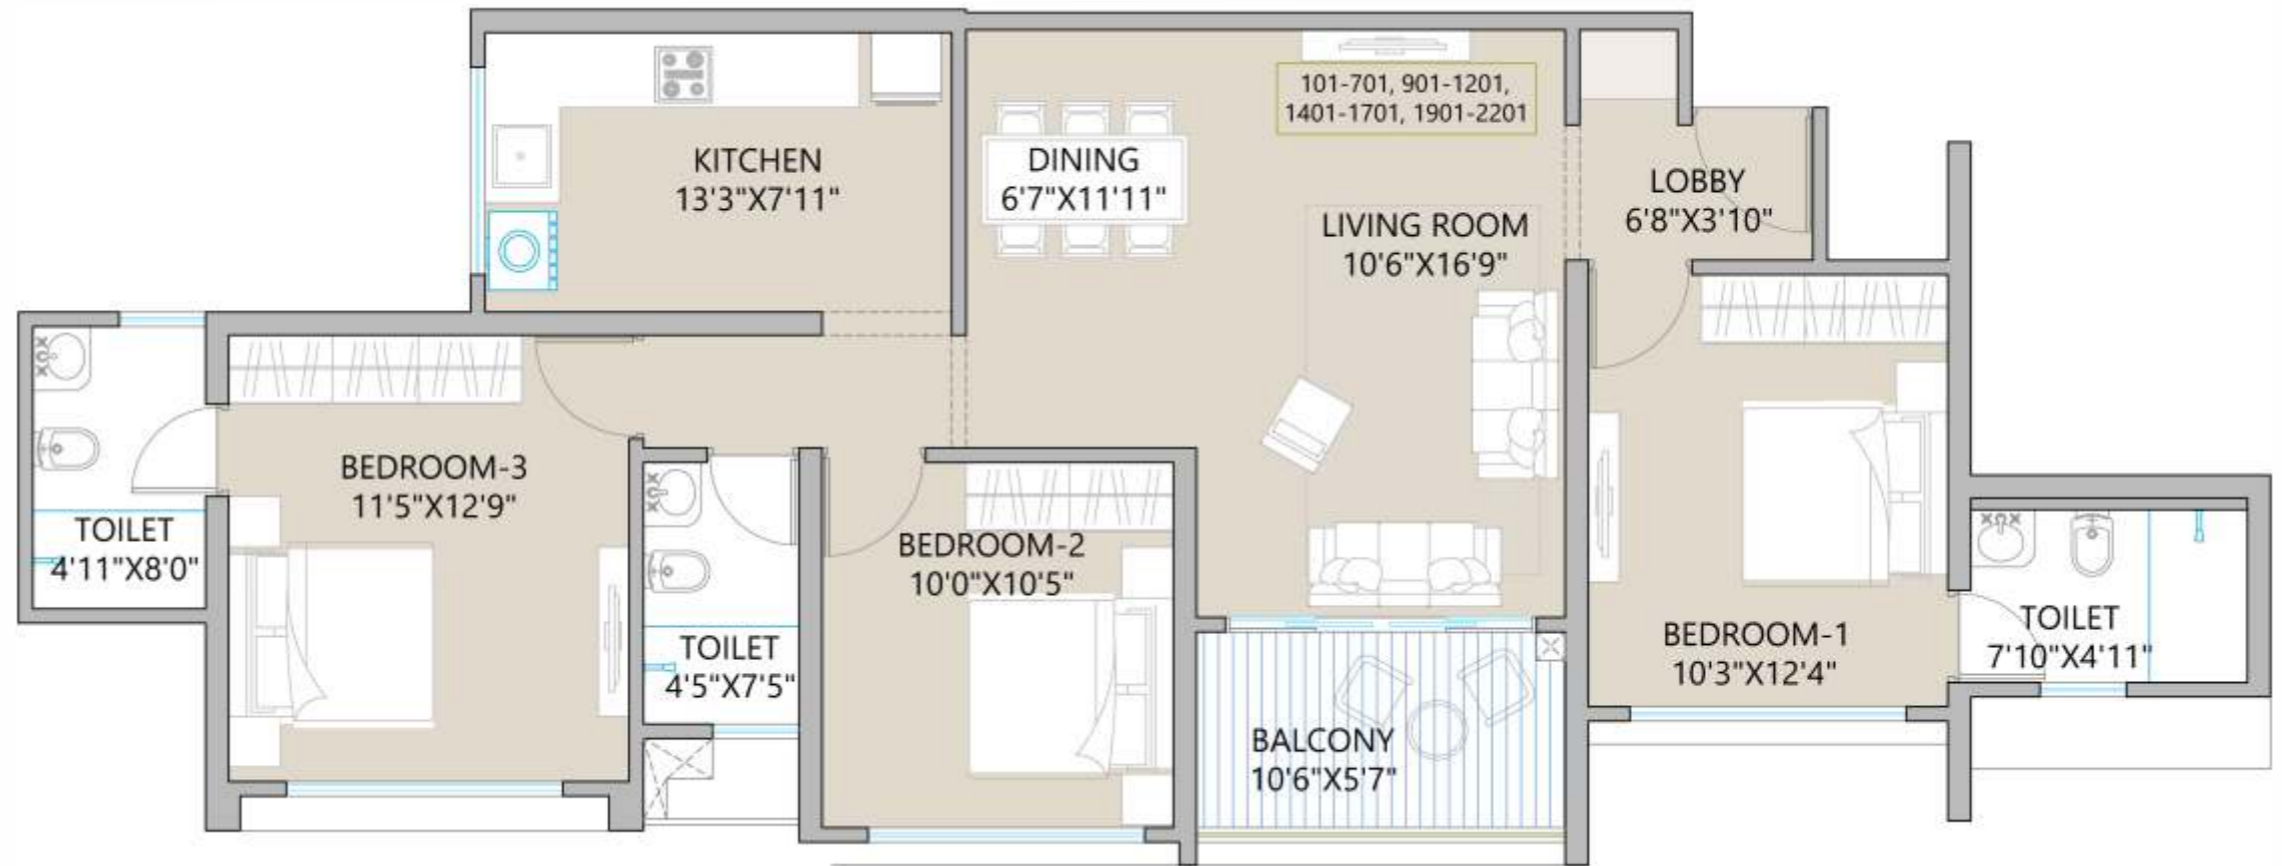 101-701, 901-1201,
1401-1701, 1901-2201
KITCHEN
13'3"X7'11"
DINING
6'7"X11'11"
LIVING ROOM
10'6"X16'9"
LOBBY
6'8"X3'10"
BEDROOM-3
11'5"X12'9"
TOILET
4'11"X8'0"
BEDROOM-2
10'0"X10'5"
TOILET
4'5"X7'5"
BALCONY
10'6"X5'7"
BEDROOM-1
10'3"X12'4"
TOILET
7'10"X4'11"